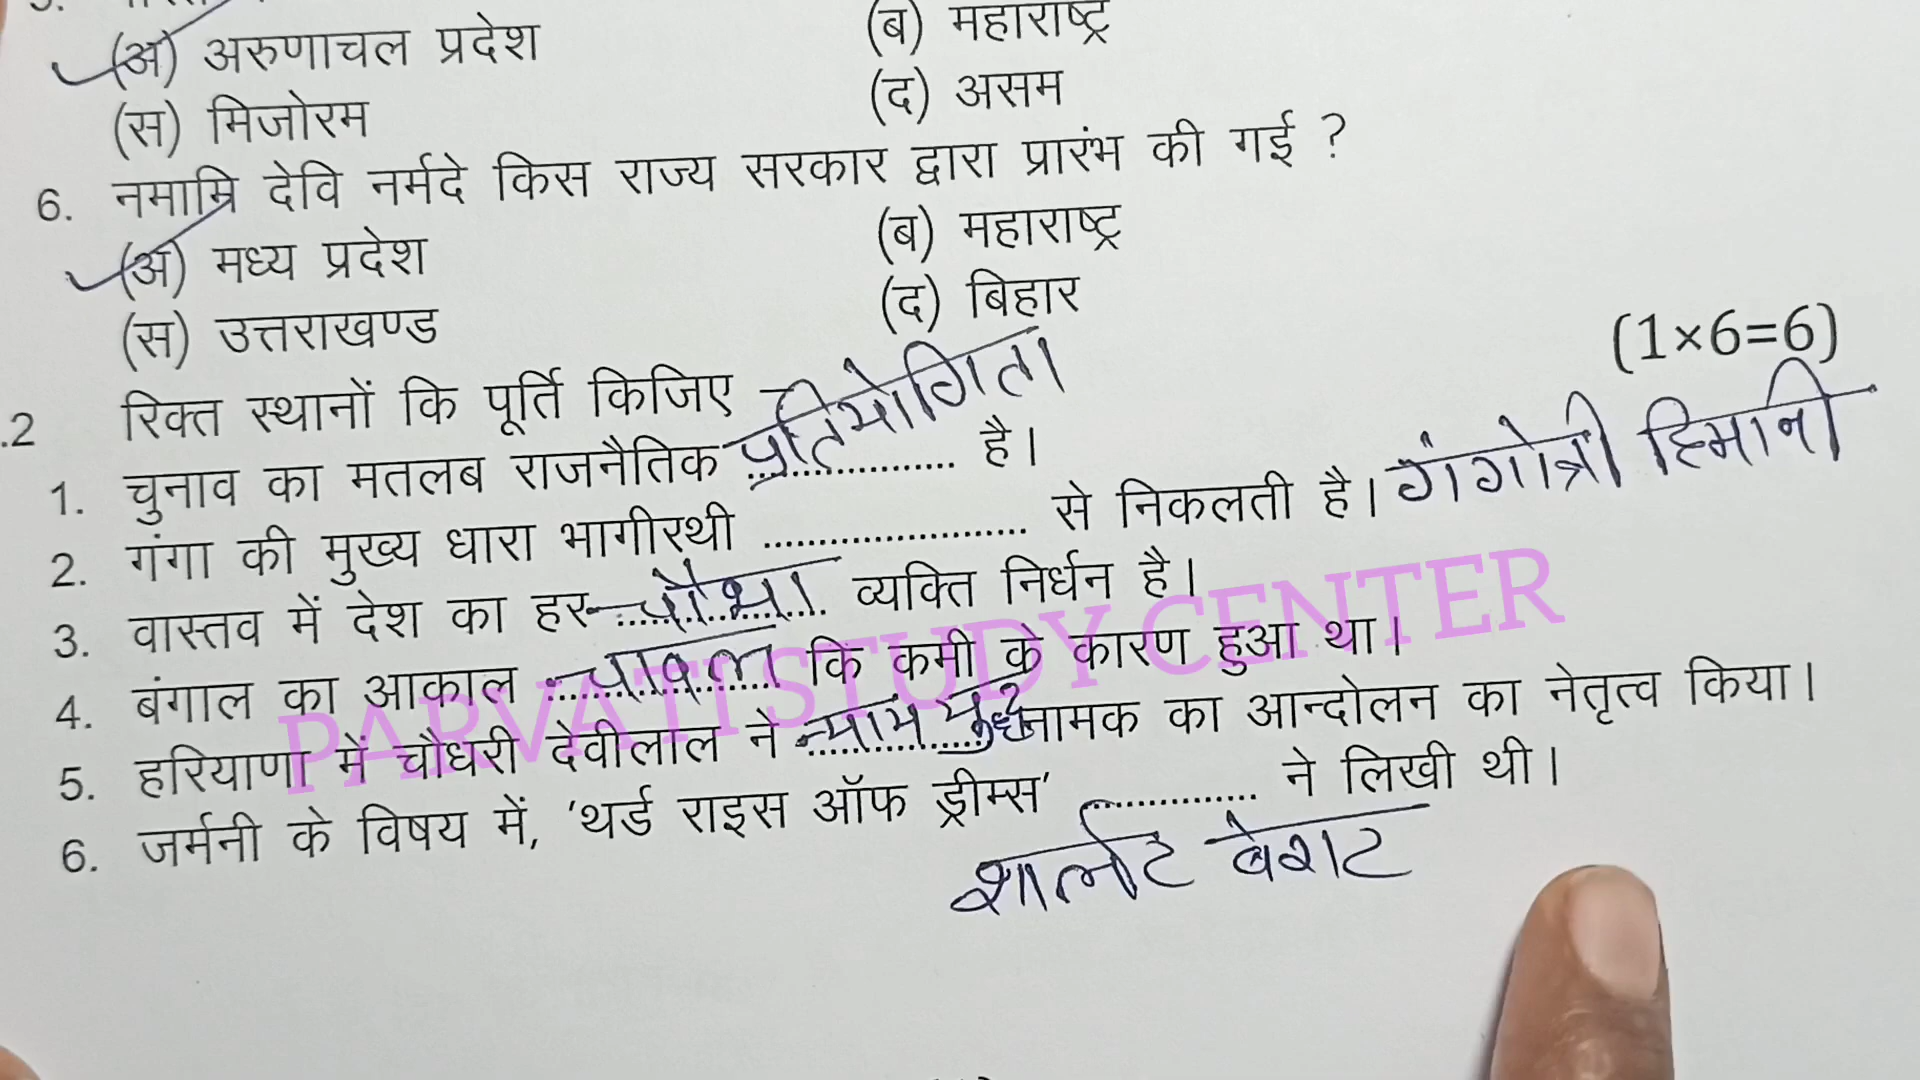 (अ) अरुणाचल प्रदेश (ब) महाराष्ट्र
(स) मिजोरम (द) असम
6. नमामि देवि नर्मदे किस राज्य सरकार द्वारा प्रारंभ की गई ?
(अ) मध्य प्रदेश (ब) महाराष्ट्र
(स) उत्तराखण्ड (द) बिहार
(1×6=6)
.2 रिक्त स्थानों कि पूर्ति किजिए –
1. चुनाव का मतलब राजनैतिक प्रतियोगिता है।
2. गंगा की मुख्य धारा भागीरथी ........................ से निकलती है। गंगोत्री हिमानी
3. वास्तव में देश का हर चौथा व्यक्ति निर्धन है।
4. बंगाल का आकाल चावल कि कमी के कारण हुआ था।
5. हरियाणा में चौधरी देवीलाल ने न्याय युद्ध नामक का आन्दोलन का नेतृत्व किया।
6. जर्मनी के विषय में, 'थर्ड राइस ऑफ ड्रीम्स' ................ ने लिखी थी।
शार्लट बेराट
PARVATI STUDY CENTER